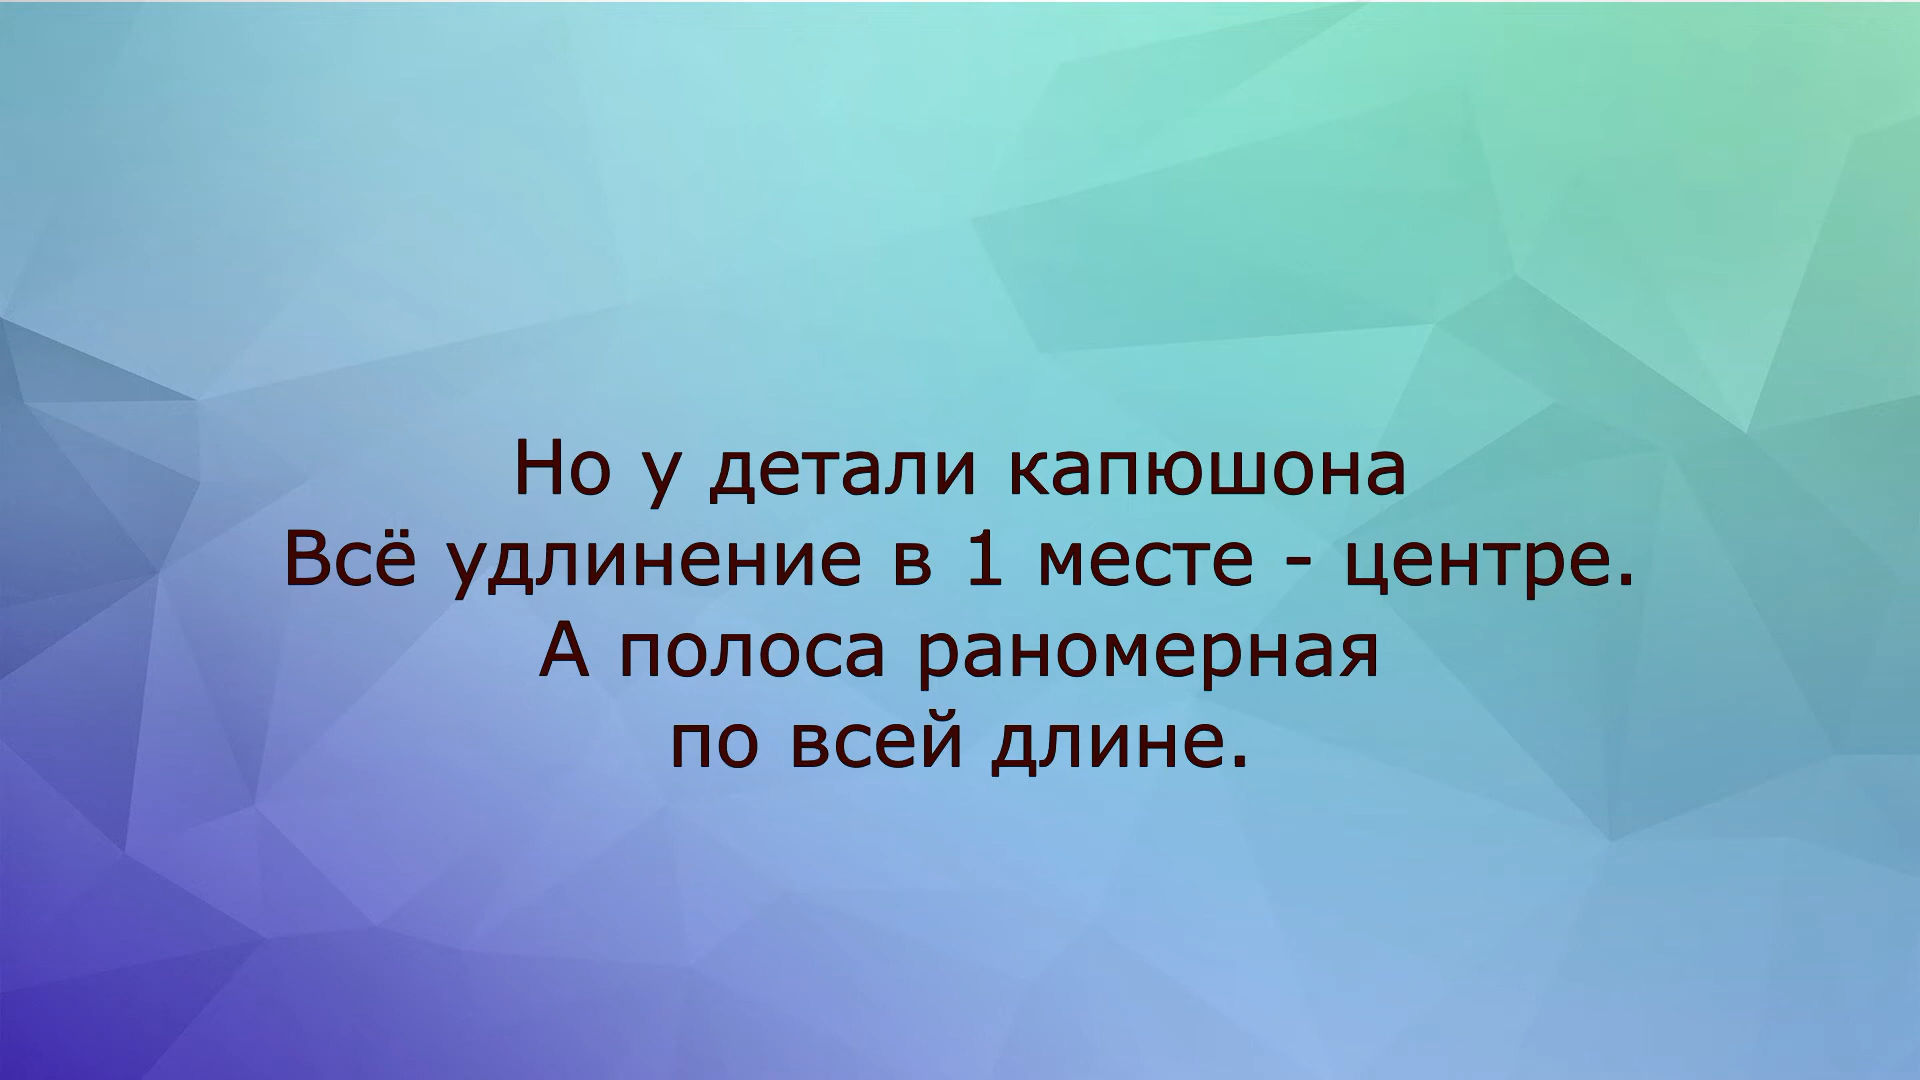 Но у детали капюшона
Всё удлинение в 1 месте - центре.
А полоса раномерная
по всей длине.